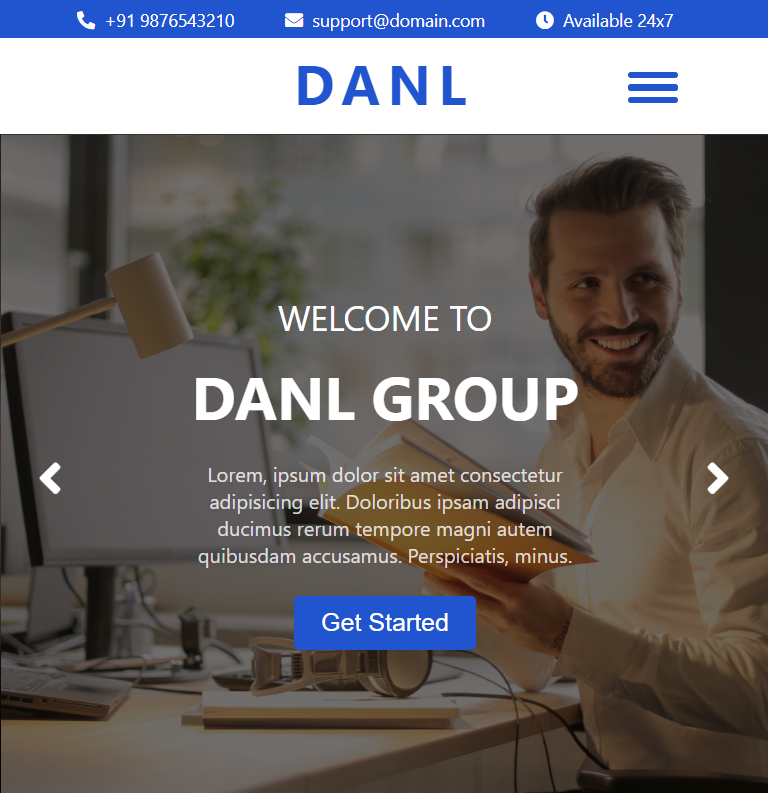 +91 9876543210 support@domain.com Available 24x7
DANL
WELCOME TO
DANL GROUP
Lorem, ipsum dolor sit amet consectetur
adipisicing elit. Doloribus ipsam adipisci
ducimus rerum tempore magni autem
quibusdam accusamus. Perspiciatis, minus.
Get Started